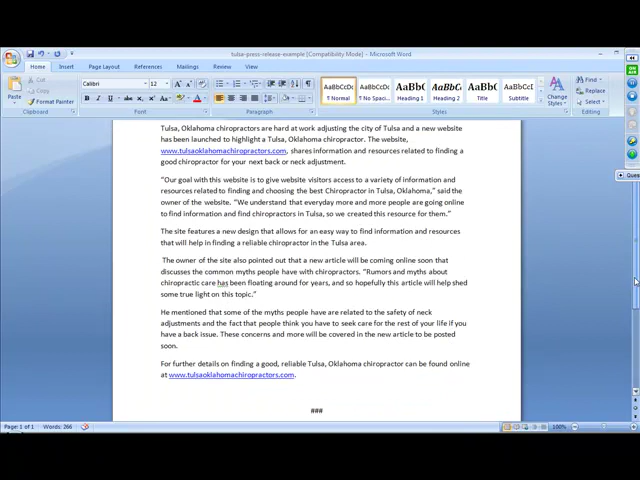 tulsa-press-release-example [Compatibility Mode] - Microsoft Word
Home Insert Page Layout References Mailings Review View
Paste
Cut
Copy
Format Painter
Clipboard
Calibri 12
Font
Paragraph
AaBbCcDc AaBbCcDc AaBbCc AaBbCc AaBbCc AaBbCcDd
¶ Normal ¶ No Spaci... Heading 1 Heading 2 Title Subtitle
Change Styles
Styles
Find
Replace
Select
Editing
ON AIR
Tulsa, Oklahoma chiropractors are hard at work adjusting the city of Tulsa and a new website
has been launched to highlight a Tulsa, Oklahoma chiropractor. The website,
www.tulsaoklahomachiropractors.com, shares information and resources related to finding a
good chiropractor for your next back or neck adjustment.
“Our goal with this website is to give website visitors access to a variety of information and
resources related to finding and choosing the best Chiropractor in Tulsa, Oklahoma,” said the
owner of the website. “We understand that everyday more and more people are going online
to find information and find chiropractors in Tulsa, so we created this resource for them.”
The site features a new design that allows for an easy way to find information and resources
that will help in finding a reliable chiropractor in the Tulsa area.
The owner of the site also pointed out that a new article will be coming online soon that
discusses the common myths people have with chiropractors. “Rumors and myths about
chiropractic care has been floating around for years, and so hopefully this article will help shed
some true light on this topic.”
He mentioned that some of the myths people have are related to the safety of neck
adjustments and the fact that people think you have to seek care for the rest of your life if you
have a back issue. These concerns and more will be covered in the new article to be posted
soon.
For further details on finding a good, reliable Tulsa, Oklahoma chiropractor can be found online
at www.tulsaoklahomachiropractors.com.
###
Page: 1 of 1 Words: 266
100%